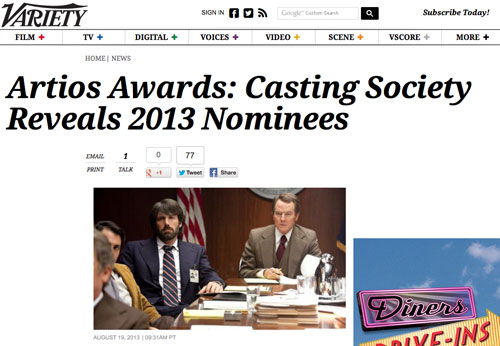 VARIETY
SIGN IN
Google™ Custom Search
Subscribe Today!
FILM + TV + DIGITAL + VOICES + VIDEO + SCENE + VSCORE + MORE +
HOME | NEWS
Artios Awards: Casting Society
Reveals 2013 Nominees
EMAIL 1 0 77
PRINT TALK +1 Tweet Share
AUGUST 19, 2013 | 09:31AM PT
Diners
DRIVE-INS